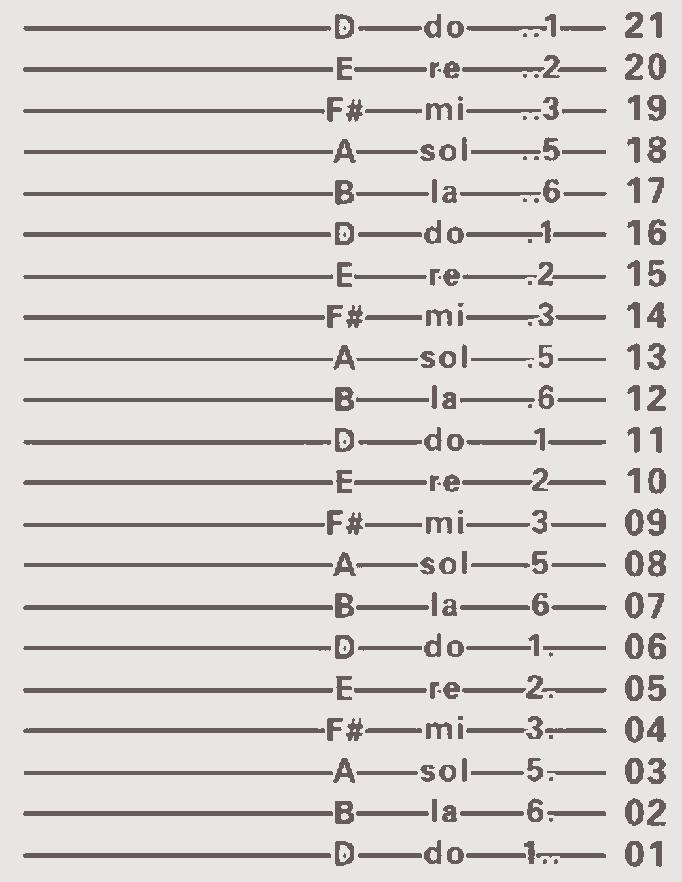 D do ..1 21
E re ..2 20
F# mi ..3 19
A sol ..5 18
B la ..6 17
D do .1 16
E re .2 15
F# mi .3 14
A sol .5 13
B la .6 12
D do 1 11
E re 2 10
F# mi 3 09
A sol 5 08
B la 6 07
D do 1. 06
E re 2. 05
F# mi 3. 04
A sol 5. 03
B la 6. 02
D do 1.. 01